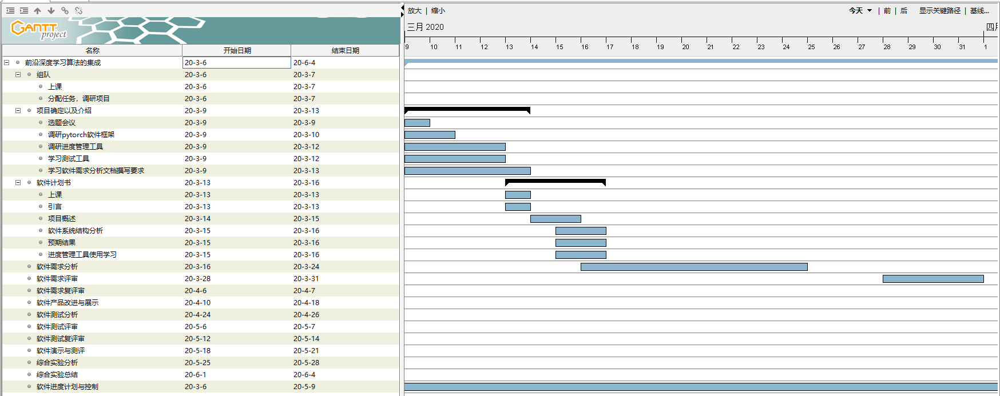 放大 | 缩小
今天 | 前 | 后 显示关键路径 | 基线...
GANTT
project
三月 2020
四月
9 10 11 12 13 14 15 16 17 18 19 20 21 22 23 24 25 26 27 28 29 30 31 1
名称 开始日期 结束日期
前沿深度学习算法的集成 20-3-6 20-6-4
组队 20-3-6 20-3-7
上课 20-3-6 20-3-7
分配任务，调研项目 20-3-6 20-3-7
项目确定以及介绍 20-3-9 20-3-13
选题会议 20-3-9 20-3-9
调研pytorch软件框架 20-3-9 20-3-10
调研进度管理工具 20-3-9 20-3-12
学习测试工具 20-3-9 20-3-12
学习软件需求分析文档撰写要求 20-3-9 20-3-13
软件计划书 20-3-13 20-3-16
上课 20-3-13 20-3-13
引言 20-3-13 20-3-13
项目概述 20-3-14 20-3-15
软件系统结构分析 20-3-15 20-3-16
预期结果 20-3-15 20-3-16
进度管理工具使用学习 20-3-15 20-3-16
软件需求分析 20-3-16 20-3-24
软件需求评审 20-3-28 20-3-31
软件需求复评审 20-4-6 20-4-7
软件产品改进与展示 20-4-10 20-4-18
软件测试分析 20-4-24 20-4-26
软件测试评审 20-5-6 20-5-7
软件测试复评审 20-5-12 20-5-14
软件演示与测评 20-5-18 20-5-21
综合实验分析 20-5-25 20-5-28
综合实验总结 20-6-1 20-6-4
软件进度计划与控制 20-3-6 20-5-9